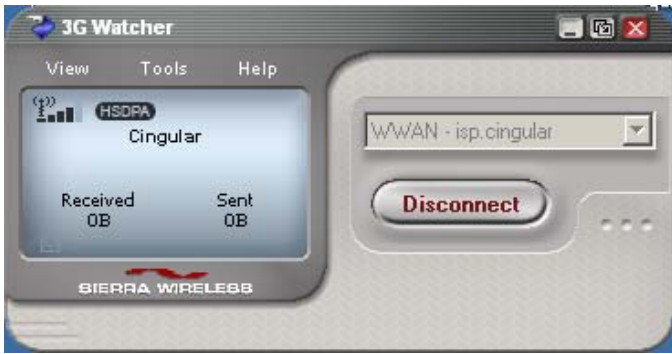 3G Watcher
View Tools Help
HSDPA
Cingular
Received Sent
0B 0B
SIERRA WIRELESS
WWAN - isp.cingular
Disconnect